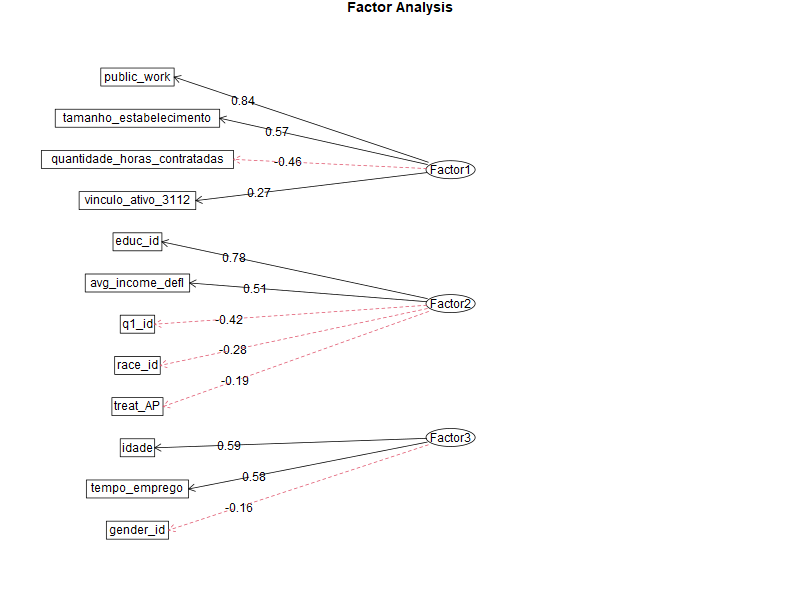 Factor Analysis
public_work
0.84
tamanho_estabelecimento
0.57
quantidade_horas_contratadas
-0.46
Factor1
vinculo_ativo_3112
0.27
educ_id
0.78
avg_income_defl
0.51
Factor2
q1_id
-0.42
race_id
-0.28
treat_AP
-0.19
idade
0.59
Factor3
tempo_emprego
0.58
gender_id
-0.16